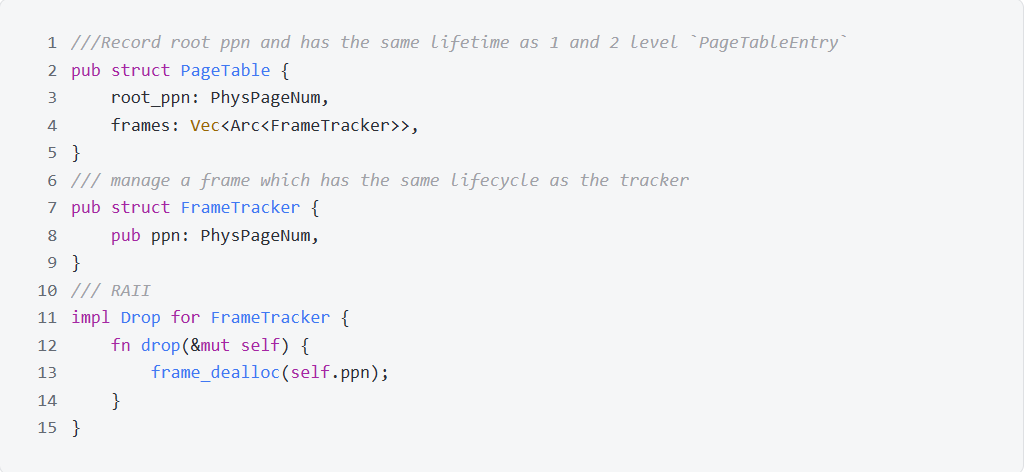 1 ///Record root ppn and has the same lifetime as 1 and 2 level `PageTableEntry`
2 pub struct PageTable {
3     root_ppn: PhysPageNum,
4     frames: Vec<Arc<FrameTracker>>,
5 }
6 /// manage a frame which has the same lifecycle as the tracker
7 pub struct FrameTracker {
8     pub ppn: PhysPageNum,
9 }
10 /// RAII
11 impl Drop for FrameTracker {
12     fn drop(&mut self) {
13         frame_dealloc(self.ppn);
14     }
15 }